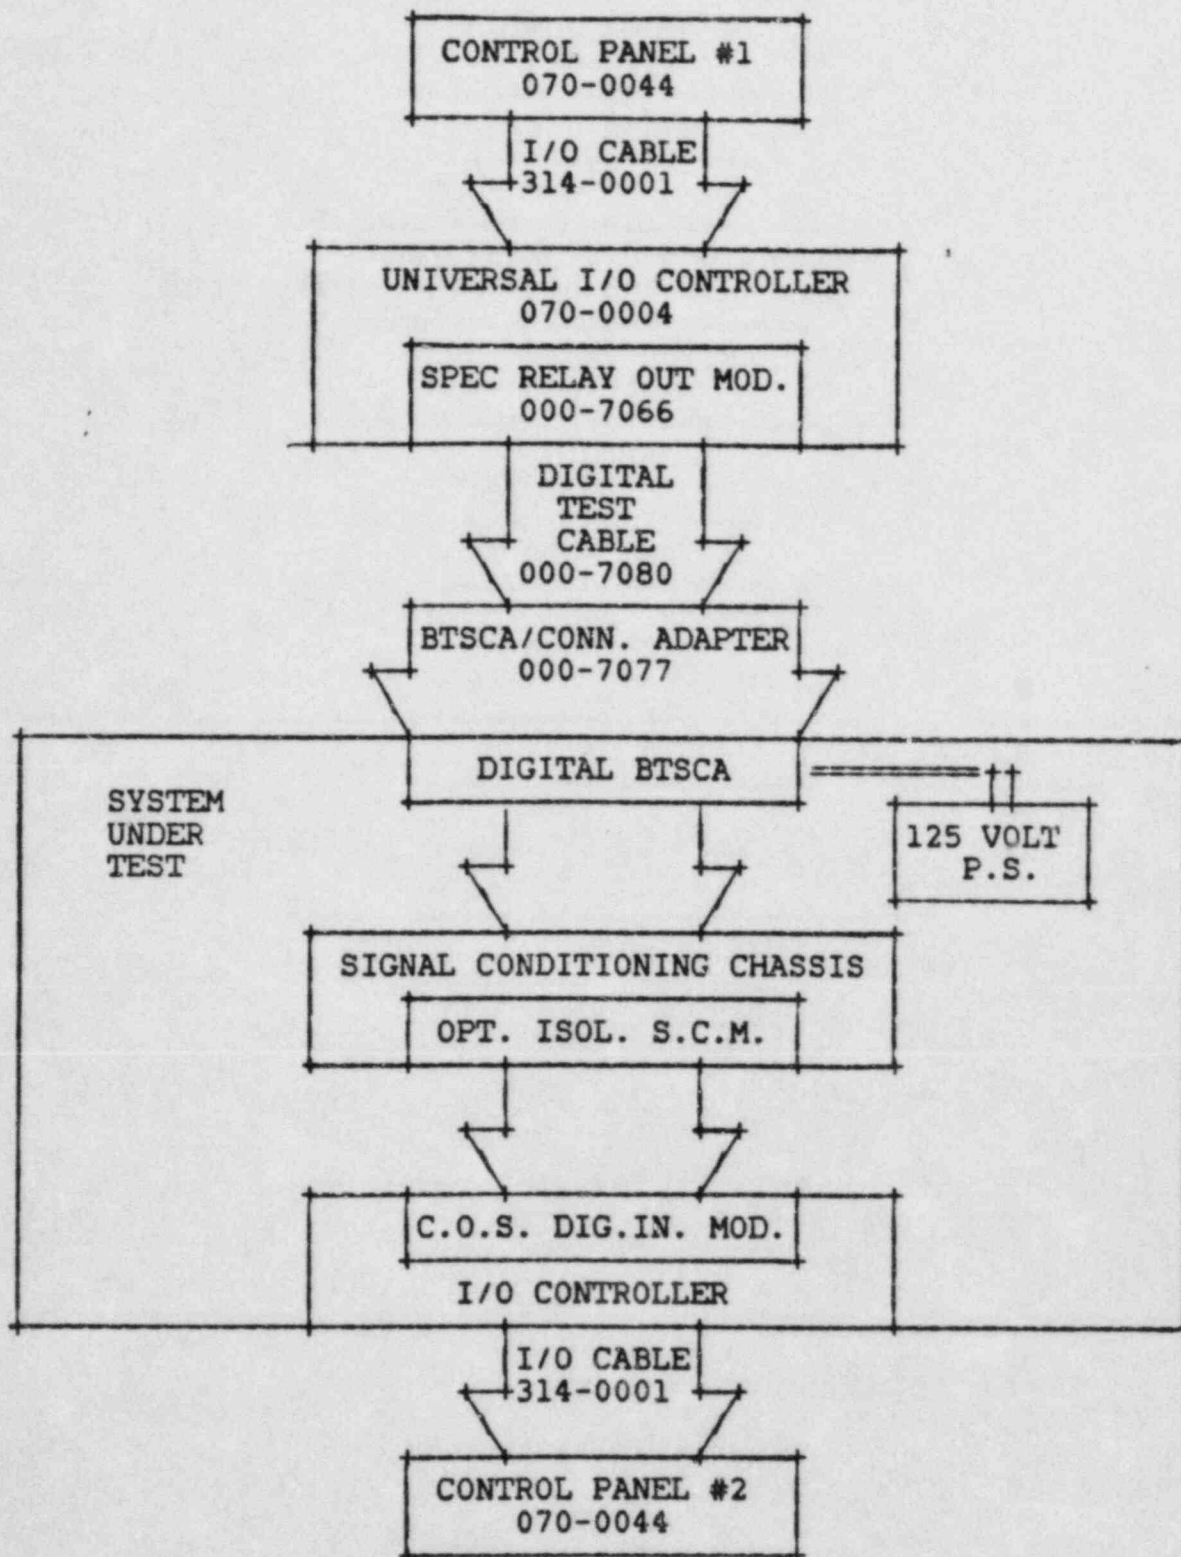 CONTROL PANEL #1
070-0044
I/O CABLE
314-0001
UNIVERSAL I/O CONTROLLER
070-0004
SPEC RELAY OUT MOD.
000-7066
DIGITAL
TEST
CABLE
000-7080
BTSCA/CONN. ADAPTER
000-7077
DIGITAL BTSCA
SYSTEM
UNDER
TEST
125 VOLT
P.S.
SIGNAL CONDITIONING CHASSIS
OPT. ISOL. S.C.M.
C.O.S. DIG.IN. MOD.
I/O CONTROLLER
I/O CABLE
314-0001
CONTROL PANEL #2
070-0044